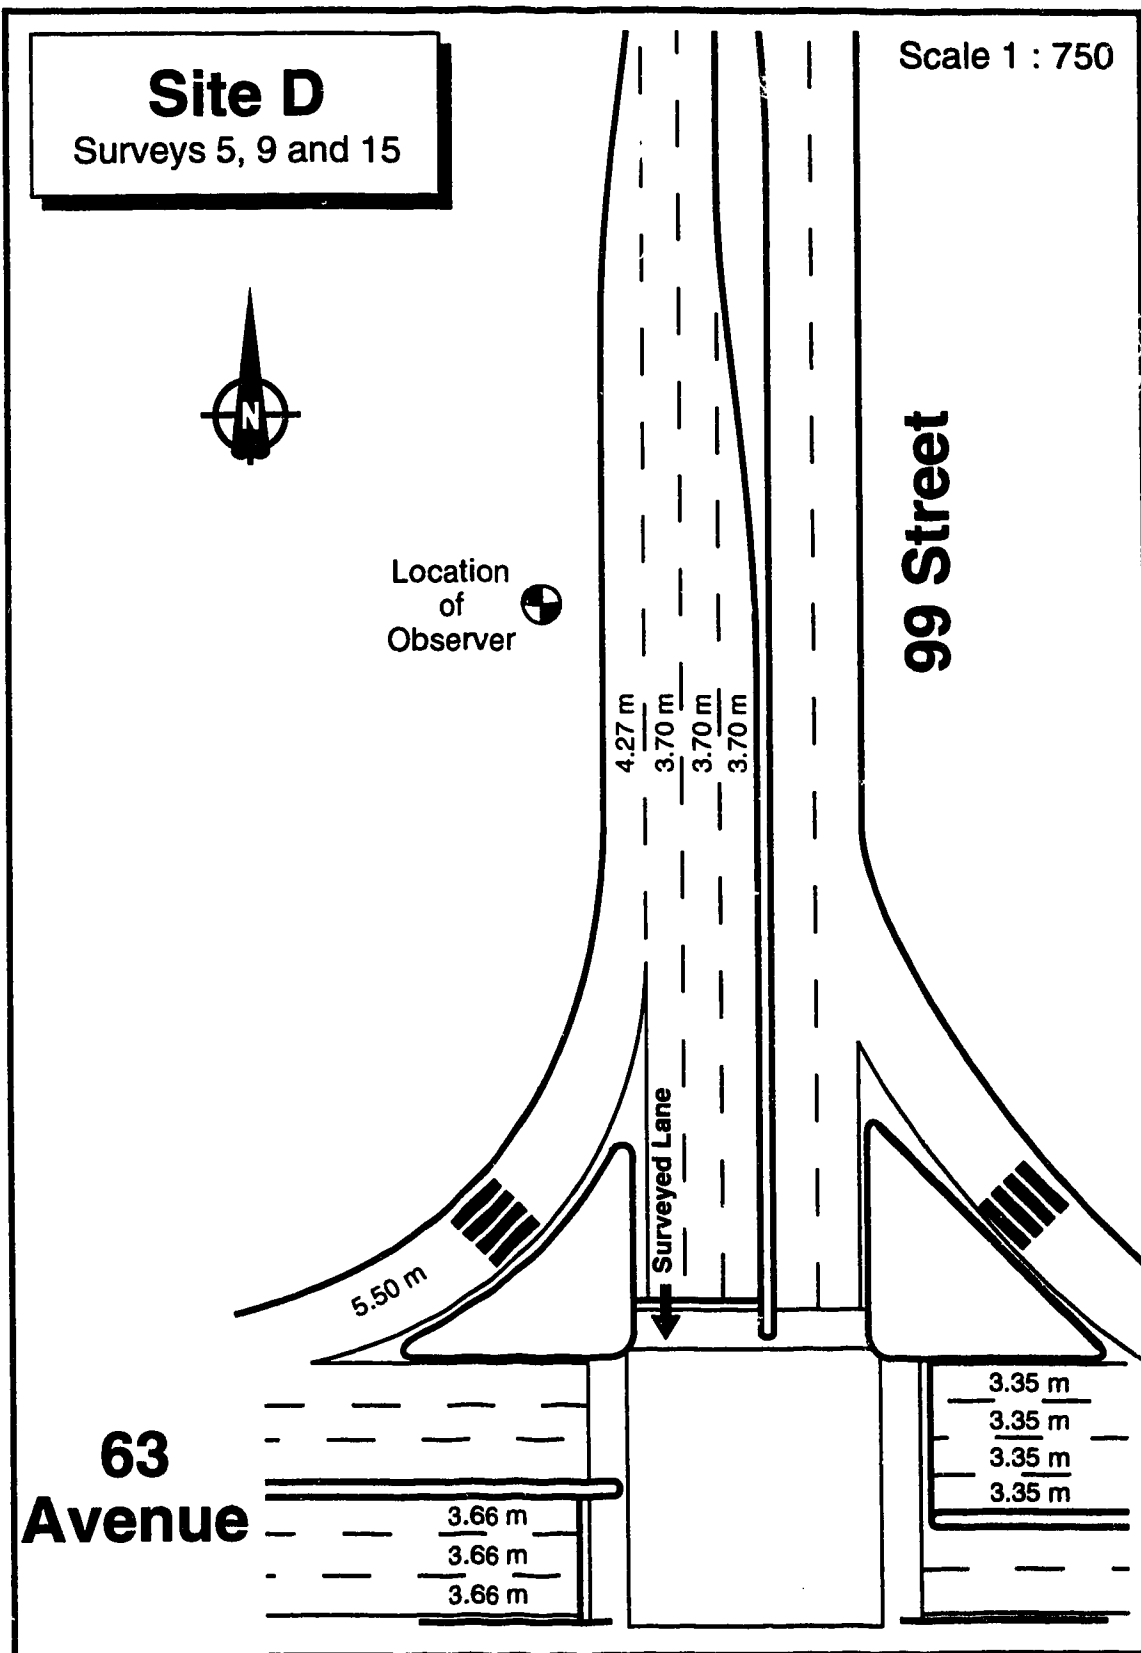 Site D
Surveys 5, 9 and 15
Scale 1 : 750
N
99 Street
Location
of
Observer
4.27 m
3.70 m
3.70 m
3.70 m
Surveyed Lane
5.50 m
63
Avenue
3.35 m
3.35 m
3.35 m
3.35 m
3.66 m
3.66 m
3.66 m